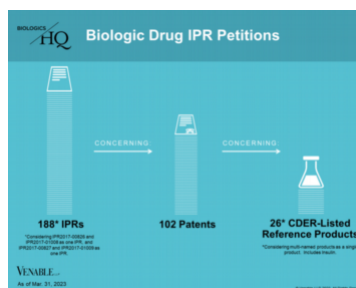 BIOLOGICS
HQ
Biologic Drug IPR Petitions
CONCERNING
CONCERNING
188* IPRs
102 Patents
26* CDER-Listed
Reference Products
*Considering multi-named products as a single
product. Includes insulin.
VENABLE
As of Mar. 31, 2023